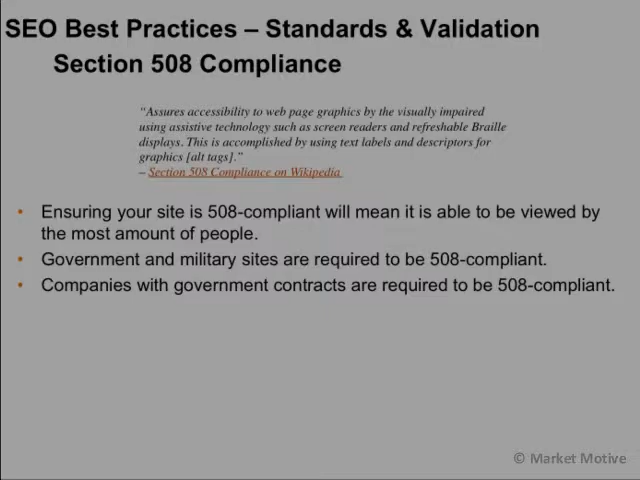 SEO Best Practices – Standards & Validation
Section 508 Compliance
“Assures accessibility to web page graphics by the visually impaired
using assistive technology such as screen readers and refreshable Braille
displays. This is accomplished by using text labels and descriptors for
graphics [alt tags].”
– Section 508 Compliance on Wikipedia
• Ensuring your site is 508-compliant will mean it is able to be viewed by
the most amount of people.
• Government and military sites are required to be 508-compliant.
• Companies with government contracts are required to be 508-compliant.
© Market Motive